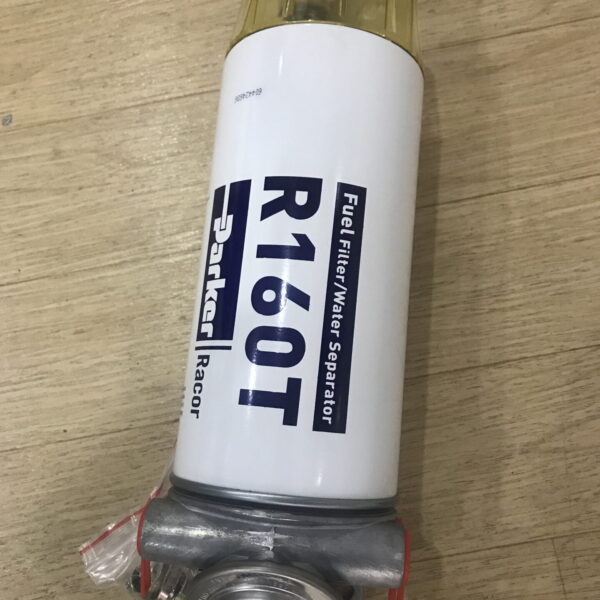 Fuel Filter/Water Separator
R160T
Parker
Racor